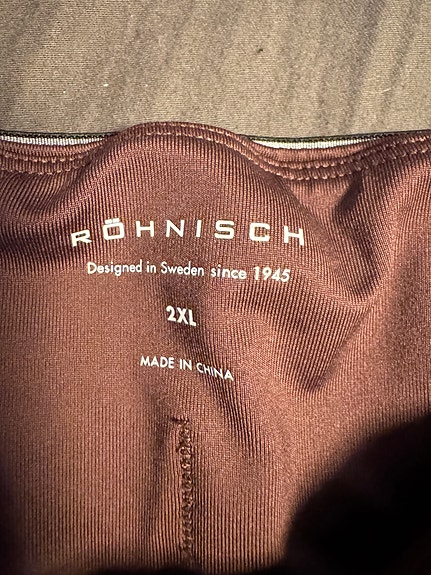 RÖHNISCH
Designed in Sweden since 1945
2XL
MADE IN CHINA